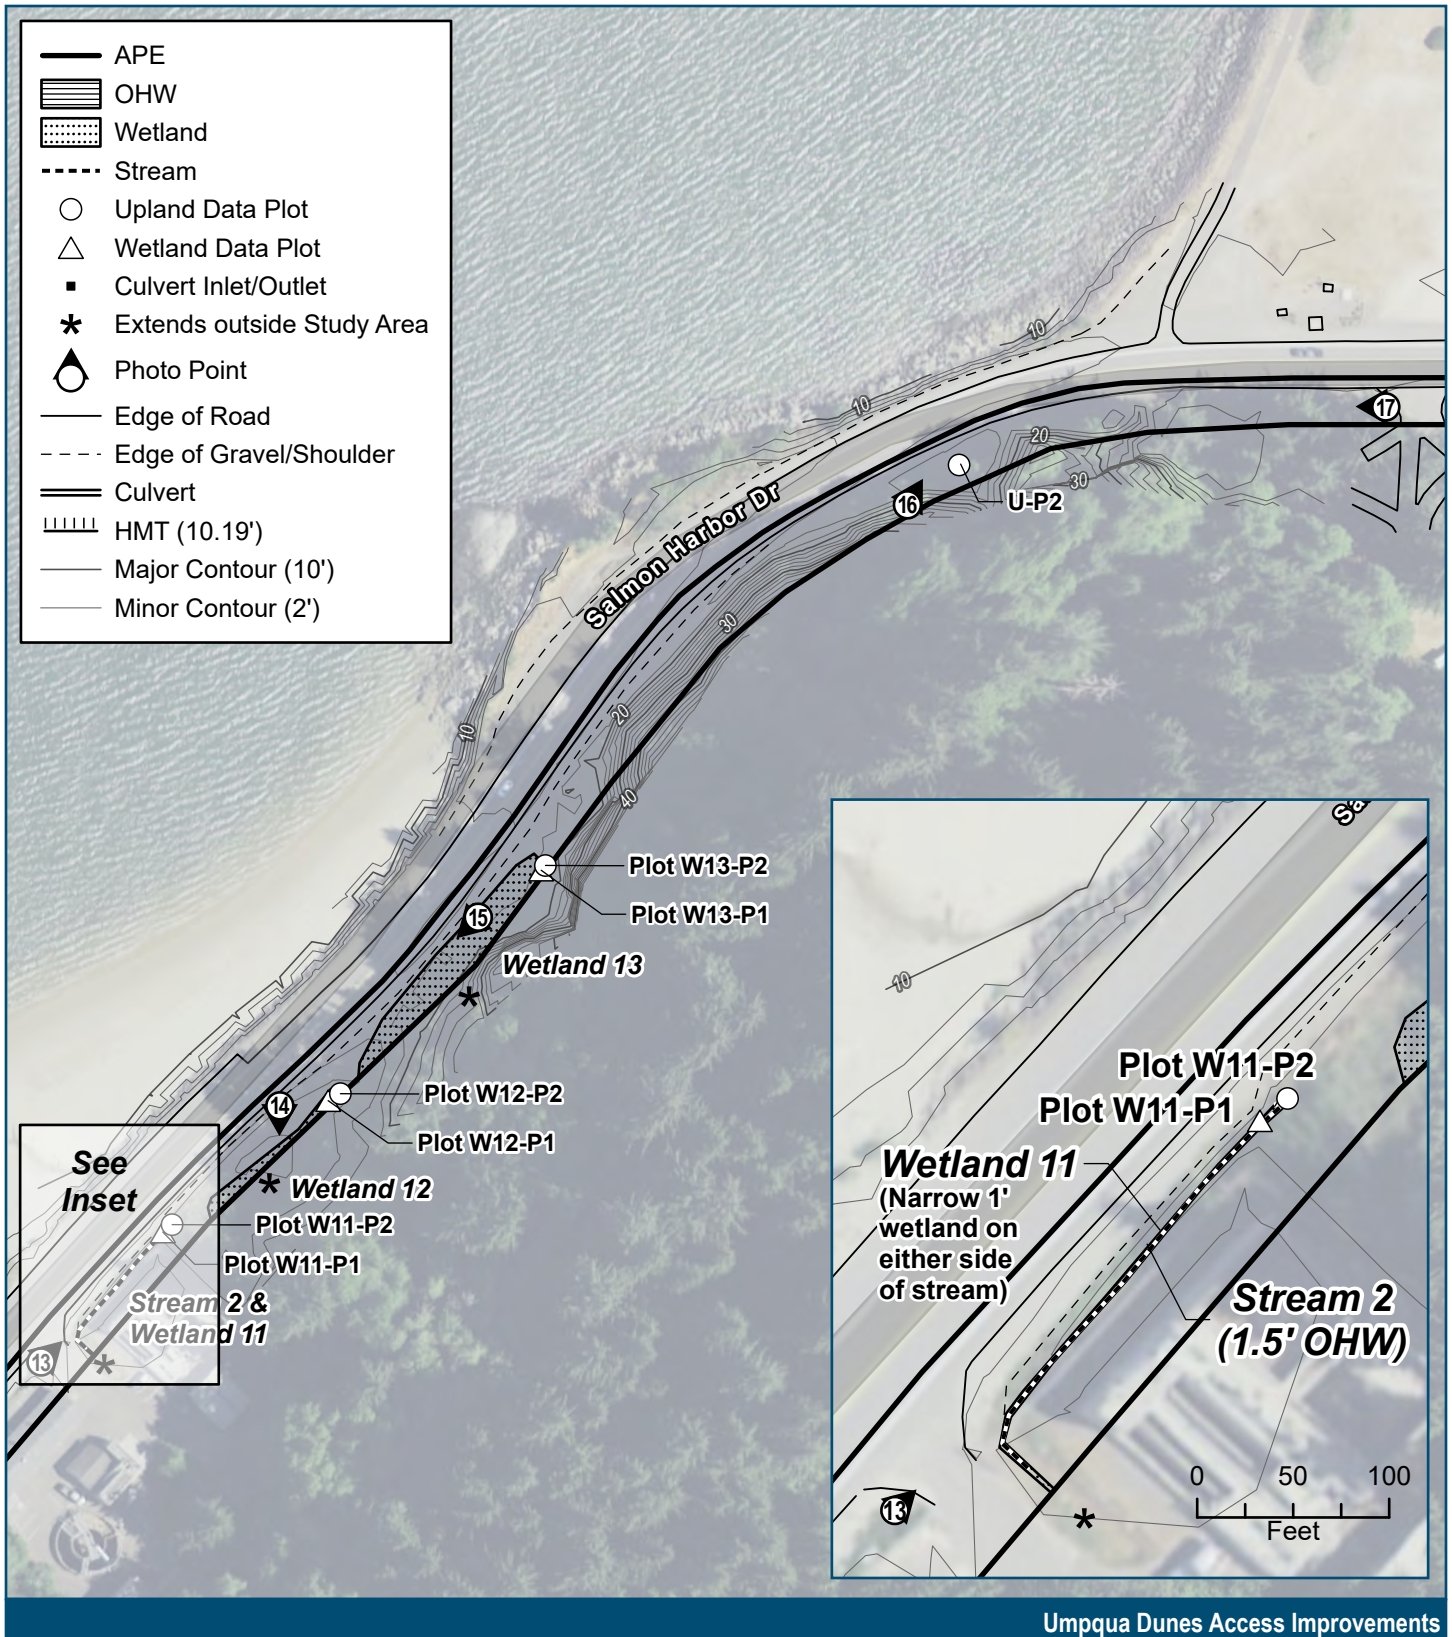 APE
OHW
Wetland
Stream
Upland Data Plot
Wetland Data Plot
Culvert Inlet/Outlet
Extends outside Study Area
Photo Point
Edge of Road
Edge of Gravel/Shoulder
Culvert
HMT (10.19')
Major Contour (10')
Minor Contour (2')
10
10
17
20
30
16
U-P2
Salmon Harbor Dr
30
20
10
40
Plot W13-P2
Plot W13-P1
15
Wetland 13
Plot W12-P2
Plot W12-P1
14
Wetland 12
See
Inset
Plot W11-P2
Plot W11-P1
Stream 2 &
Wetland 11
13
Sa
10
Plot W11-P2
Plot W11-P1
Wetland 11
(Narrow 1'
wetland on
either side
of stream)
Stream 2
(1.5' OHW)
13
0 50 100
Feet
Umpqua Dunes Access Improvements